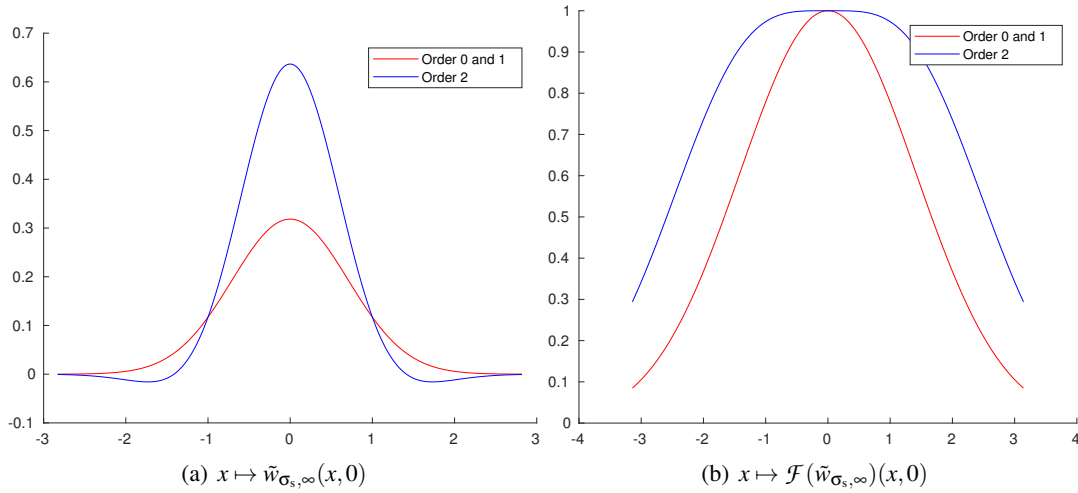 0.7
0.6
0.5
0.4
0.3
0.2
0.1
0
-0.1
-3 -2 -1 0 1 2 3
Order 0 and 1
Order 2
(a) x ↦ w̃σs,∞(x,0)
1
0.9
0.8
0.7
0.6
0.5
0.4
0.3
0.2
0.1
0
-4 -3 -2 -1 0 1 2 3 4
Order 0 and 1
Order 2
(b) x ↦ ℱ(w̃σs,∞)(x,0)